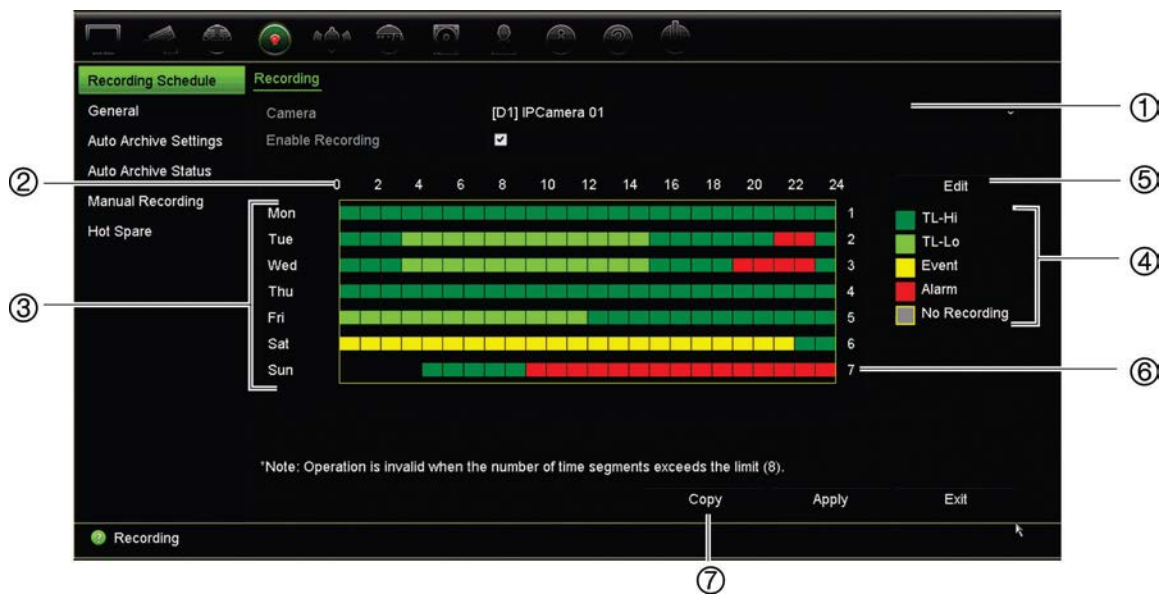 Recording Schedule
Recording
General
Camera
[D1] IPCamera 01
①
Auto Archive Settings
Enable Recording
Auto Archive Status
②
0 2 4 6 8 10 12 14 16 18 20 22 24
Edit
⑤
Manual Recording
Hot Spare
③
Mon 1
Tue 2
Wed 3
Thu 4
Fri 5
Sat 6
Sun 7
TL-Hi
TL-Lo
Event
Alarm
No Recording
④
⑥
*Note: Operation is invalid when the number of time segments exceeds the limit (8).
Copy
Apply
Exit
Recording
⑦